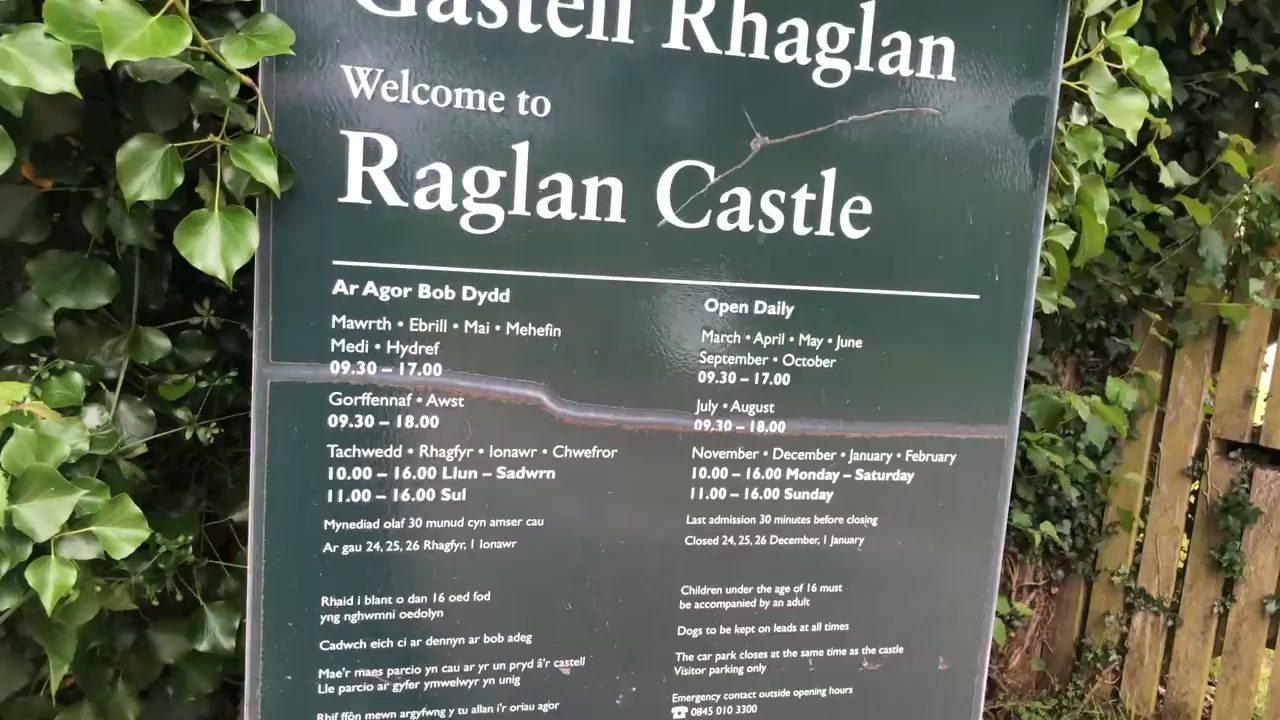 Gastell Rhaglan
Welcome to
Raglan Castle
Ar Agor Bob Dydd
Mawrth • Ebrill • Mai • Mehefin
Medi • Hydref
09.30 – 17.00
Gorffennaf • Awst
09.30 – 18.00
Tachwedd • Rhagfyr • Ionawr • Chwefror
10.00 – 16.00 Llun – Sadwrn
11.00 – 16.00 Sul
Mynediad olaf 30 munud cyn amser cau
Ar gau 24, 25, 26 Rhagfyr, 1 Ionawr
Rhaid i blant o dan 16 oed fod
yng nghwmni oedolyn
Cadwch eich ci ar dennyn ar bob adeg
Mae'r maes parcio yn cau ar yr un pryd â'r castell
Lle parcio ar gyfer ymwelwyr yn unig
Rhif ffôn mewn argyfwng y tu allan i'r oriau agor
Open Daily
March • April • May • June
September • October
09.30 – 17.00
July • August
09.30 – 18.00
November • December • January • February
10.00 – 16.00 Monday – Saturday
11.00 – 16.00 Sunday
Last admission 30 minutes before closing
Closed 24, 25, 26 December, 1 January
Children under the age of 16 must
be accompanied by an adult
Dogs to be kept on leads at all times
The car park closes at the same time as the castle
Visitor parking only
Emergency contact outside opening hours
☎ 0845 010 3300